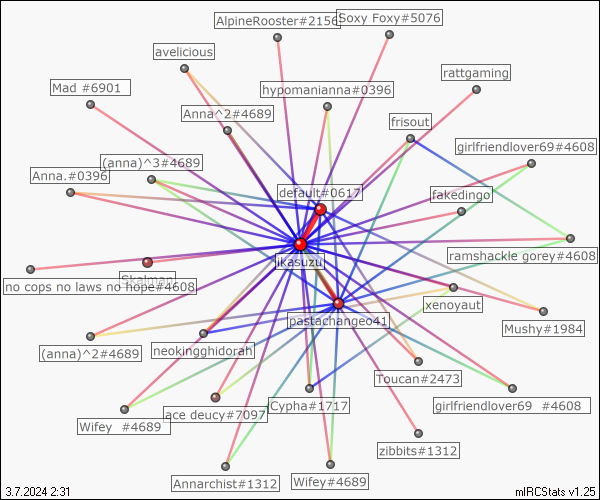 AlpineRooster#2156
Soxy Foxy#5076
avelicious
rattgaming
Mad #6901
hypomanianna#0396
Anna^2#4689
frisout
girlfriendlover69#4608
(anna)^3#4689
Anna.#0396
default#0617
fakedingo
ikasuzu
ramshackle gorey#4608
Skalman
no cops no laws no hope#4608
xenoyaut
pastachangeo41
Mushy#1984
(anna)^2#4689
neokingghidorah
Toucan#2473
Cypha#1717
girlfriendlover69 #4608
ace deucy#7097
Wifey #4689
zibbits#1312
Annarchist#1312
Wifey#4689
3.7.2024 2:31
mIRCStats v1.25